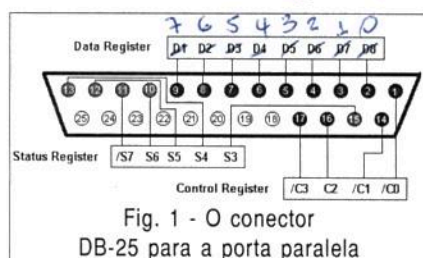 7 6 5 4 3 2 1 0
Data Register D1 D2 D3 D4 D5 D6 D7 D8
13 12 11 10 9 8 7 6 5 4 3 2 1
25 24 23 22 21 20 19 18 17 16 15 14
Status Register /S7 S6 S5 S4 S3 /C3 C2 /C1 /C0
Control Register
Fig. 1 - O conector
DB-25 para a porta paralela